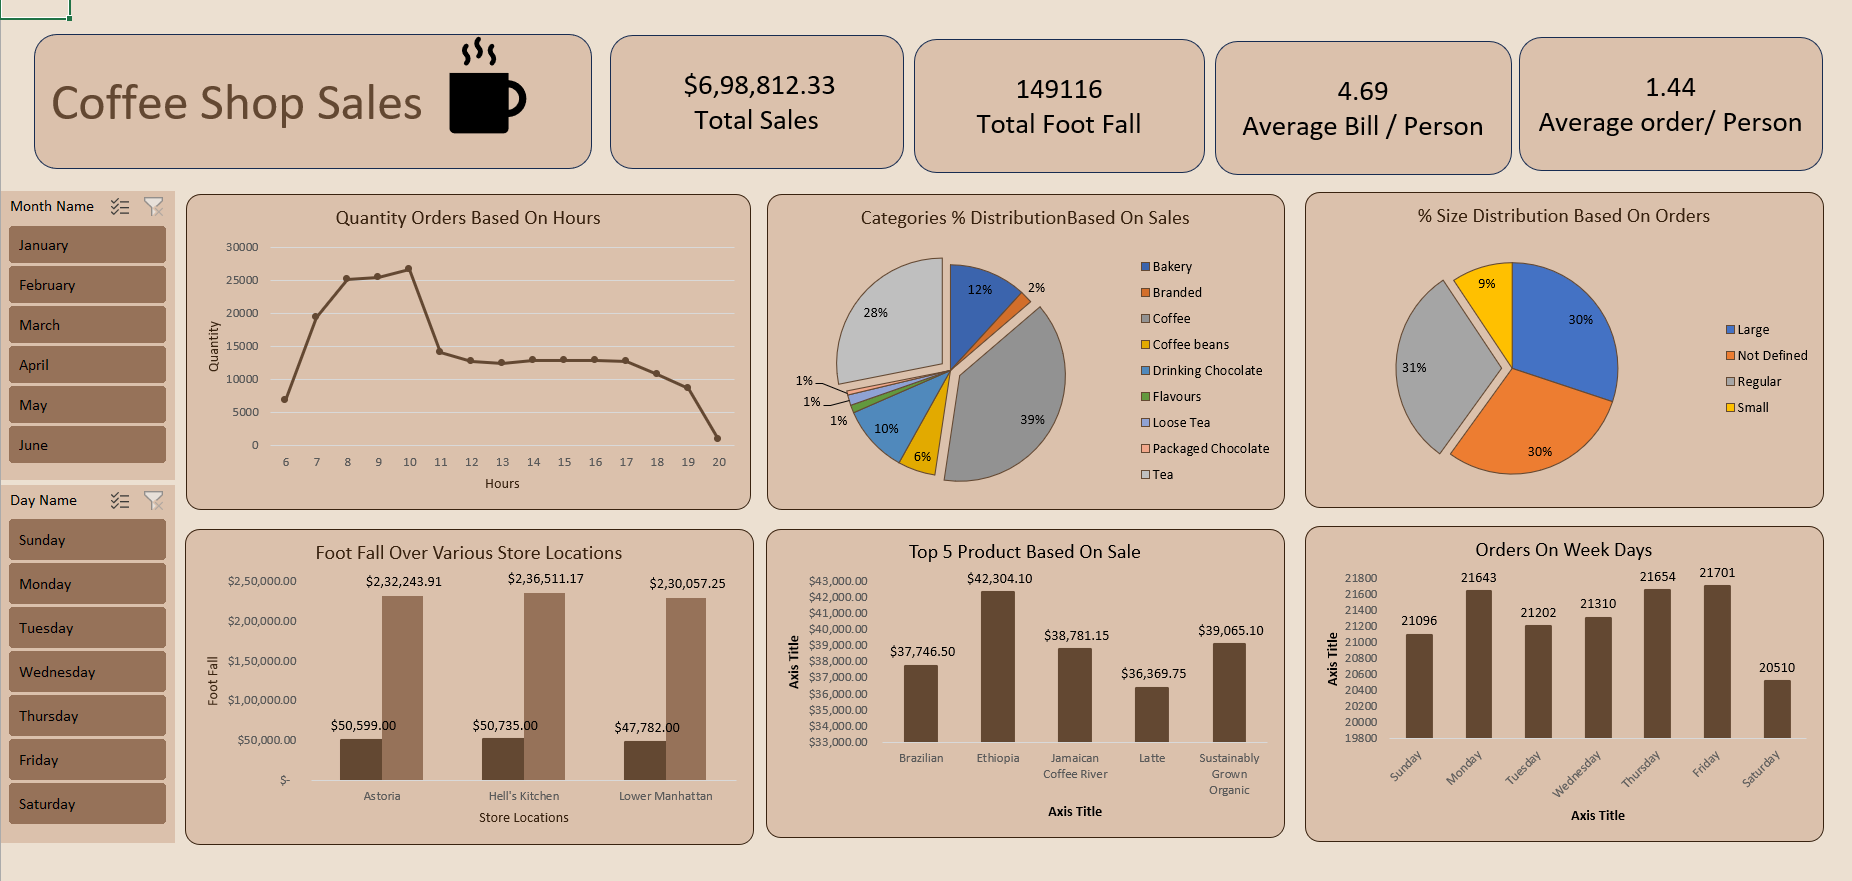 Coffee Shop Sales
$6,98,812.33
Total Sales
149116
Total Foot Fall
4.69
Average Bill / Person
1.44
Average order/ Person
Month Name
January
February
March
April
May
June
Day Name
Sunday
Monday
Tuesday
Wednesday
Thursday
Friday
Saturday
Quantity Orders Based On Hours
Quantity
30000
25000
20000
15000
10000
5000
0
6 7 8 9 10 11 12 13 14 15 16 17 18 19 20
Hours
Categories % DistributionBased On Sales
12%
2%
28%
39%
1%
1%
1%
10%
6%
Bakery
Branded
Coffee
Coffee beans
Drinking Chocolate
Flavours
Loose Tea
Packaged Chocolate
Tea
% Size Distribution Based On Orders
9%
30%
31%
30%
Large
Not Defined
Regular
Small
Foot Fall Over Various Store Locations
Foot Fall
$2,50,000.00
$2,00,000.00
$1,50,000.00
$1,00,000.00
$50,000.00
$-
$2,32,243.91
$2,36,511.17
$2,30,057.25
$50,599.00
$50,735.00
$47,782.00
Astoria
Hell's Kitchen
Lower Manhattan
Store Locations
Top 5 Product Based On Sale
Axis Title
$43,000.00
$42,000.00
$41,000.00
$40,000.00
$39,000.00
$38,000.00
$37,000.00
$36,000.00
$35,000.00
$34,000.00
$33,000.00
$37,746.50
$42,304.10
$38,781.15
$36,369.75
$39,065.10
Brazilian
Ethiopia
Jamaican
Coffee River
Latte
Sustainably
Grown
Organic
Axis Title
Orders On Week Days
Axis Title
21800
21600
21400
21200
21000
20800
20600
20400
20200
20000
19800
21096
21643
21202
21310
21654
21701
20510
Sunday
Monday
Tuesday
Wednesday
Thursday
Friday
Saturday
Axis Title